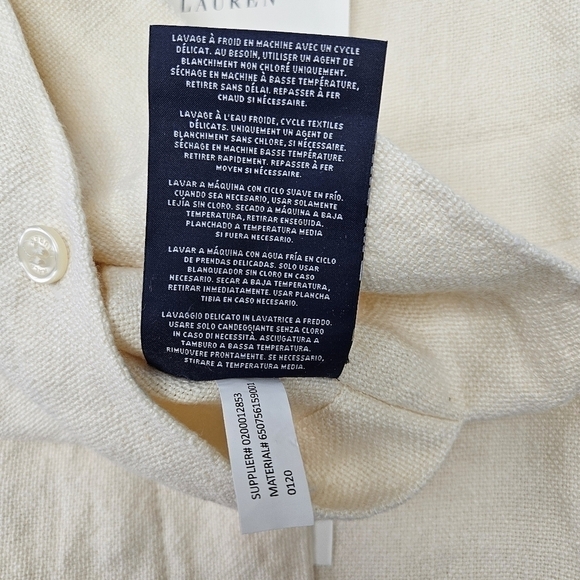 LAUREN
LAVAGE À FROID EN MACHINE AVEC UN CYCLE
DÉLICAT. AU BESOIN, UTILISER UN AGENT DE
BLANCHIMENT NON CHLORÉ UNIQUEMENT.
SÉCHAGE EN MACHINE À BASSE TEMPÉRATURE,
RETIRER SANS DÉLAI. REPASSER À FER
CHAUD SI NÉCESSAIRE.
LAVAGE À L'EAU FROIDE, CYCLE TEXTILES
DÉLICATS. UNIQUEMENT UN AGENT DE
BLANCHIMENT SANS CHLORE, SI NÉCESSAIRE.
SÉCHAGE EN MACHINE BASSE TEMPÉRATURE.
RETIRER RAPIDEMENT. REPASSAGE À FER
MOYEN SI NÉCESSAIRE.
LAVAR A MÁQUINA CON CICLO SUAVE EN FRÍO.
CUANDO SEA NECESARIO, USAR SOLAMENTE
LEJÍA SIN CLORO. SECADO A MÁQUINA A BAJA
TEMPERATURA, RETIRAR ENSEGUIDA.
PLANCHADO A TEMPERATURA MEDIA
SI FUERA NECESARIO.
LAVAR A MÁQUINA CON AGUA FRÍA EN CICLO
DE PRENDAS DELICADAS. SOLO USAR
BLANQUEADOR SIN CLORO EN CASO
NECESARIO. SECAR A BAJA TEMPERATURA,
RETIRAR INMEDIATAMENTE. USAR PLANCHA
TIBIA EN CASO NECESARIO.
LAVAGGIO DELICATO IN LAVATRICE A FREDDO.
USARE SOLO CANDEGGIANTE SENZA CLORO
IN CASO DI NECESSITÀ. ASCIUGATURA A
TAMBURO A BASSA TEMPERATURA.
RIMUOVERE PRONTAMENTE. SE NECESSARIO,
STIRARE A TEMPERATURA MEDIA.
SUPPLIER# 0200012853
MATERIAL# 650756159001
0120